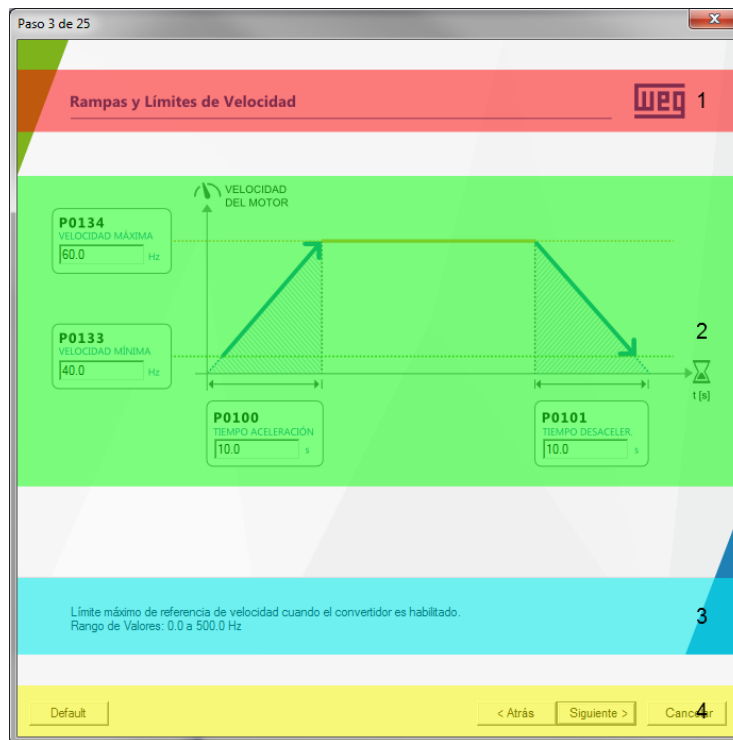 Paso 3 de 25
Rampas y Límites de Velocidad
weg
1
VELOCIDAD
DEL MOTOR
P0134
VELOCIDAD MÁXIMA
60.0 Hz
P0133
VELOCIDAD MÍNIMA
40.0 Hz
2
t [s]
P0100
TIEMPO ACELERACIÓN
10.0 s
P0101
TIEMPO DESACELER.
10.0 s
Límite máximo de referencia de velocidad cuando el convertidor es habilitado.
Rango de Valores: 0.0 a 500.0 Hz
3
Default
< Atrás
Siguiente >
Cancelar
4